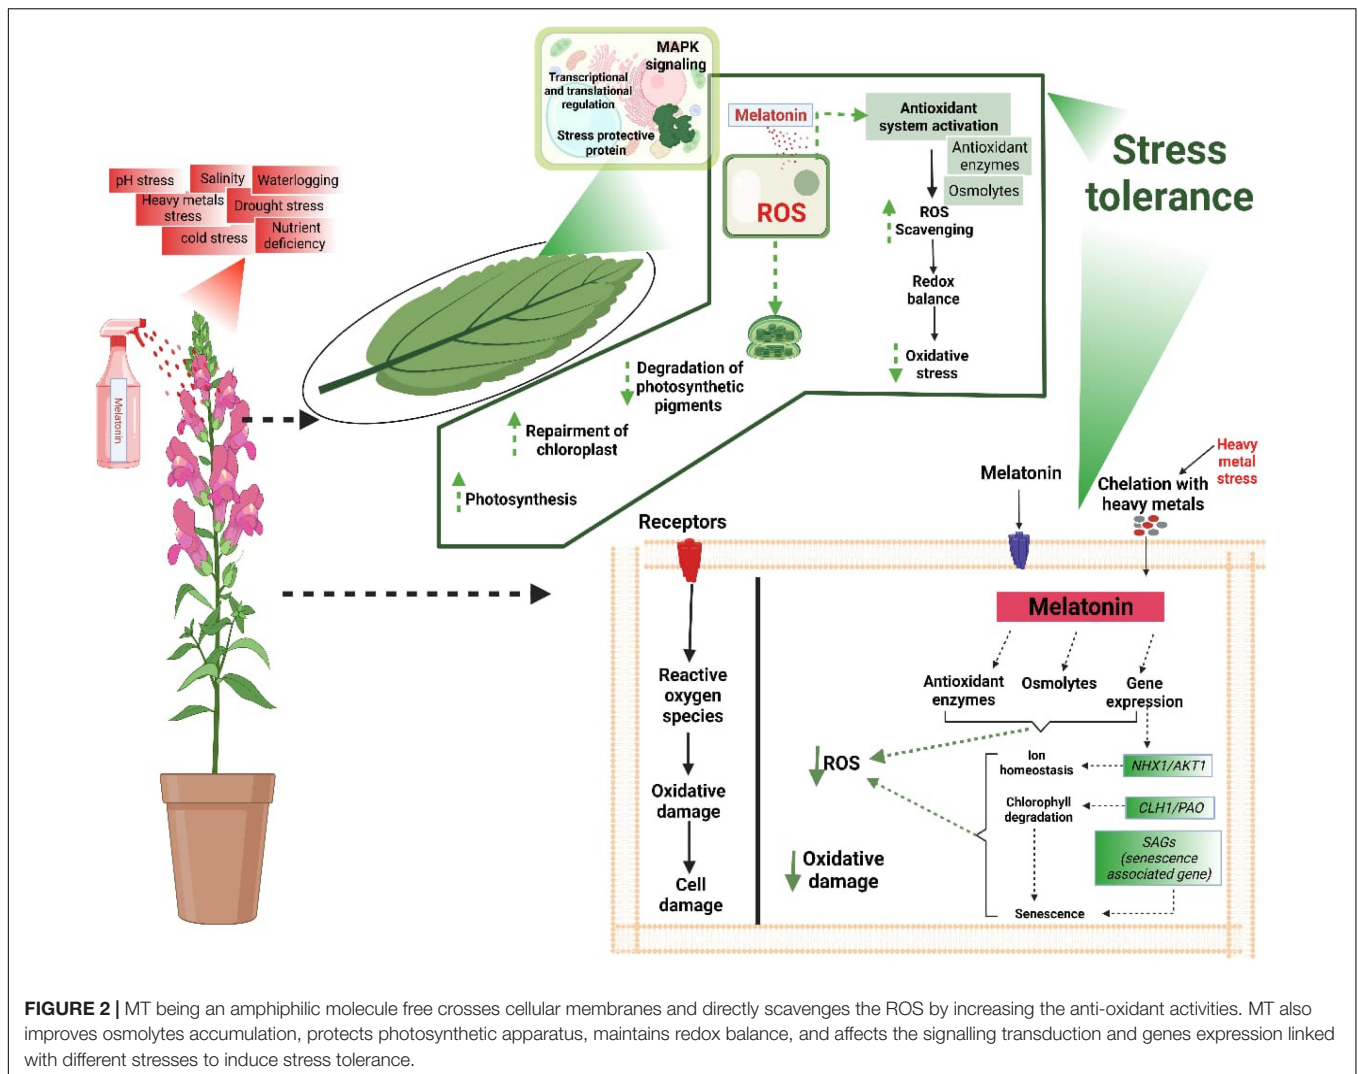 MAPK
signaling
Transcriptional
and translational
regulation
Stress protective
protein
Melatonin
ROS
Antioxidant
system activation
Antioxidant
enzymes
Osmolytes
ROS
Scavenging
Redox
balance
Oxidative
stress
Stress
tolerance
pH stress
Salinity
Waterlogging
Heavy metals
stress
Drought stress
cold stress
Nutrient
deficiency
Melatonin
Degradation of
photosynthetic
pigments
Repairment of
chloroplast
Photosynthesis
Receptors
Reactive
oxygen
species
Oxidative
damage
Cell
damage
Melatonin
Chelation with
heavy metals
Heavy
metal
stress
Melatonin
Antioxidant
enzymes
Osmolytes
Gene
expression
ROS
Oxidative
damage
Ion
homeostasis
NHX1/AKT1
Chlorophyll
degradation
CLH1/PAO
SAGs
(senescence
associated gene)
Senescence
FIGURE 2 | MT being an amphiphilic molecule free crosses cellular membranes and directly scavenges the ROS by increasing the anti-oxidant activities. MT also
improves osmolytes accumulation, protects photosynthetic apparatus, maintains redox balance, and affects the signalling transduction and genes expression linked
with different stresses to induce stress tolerance.